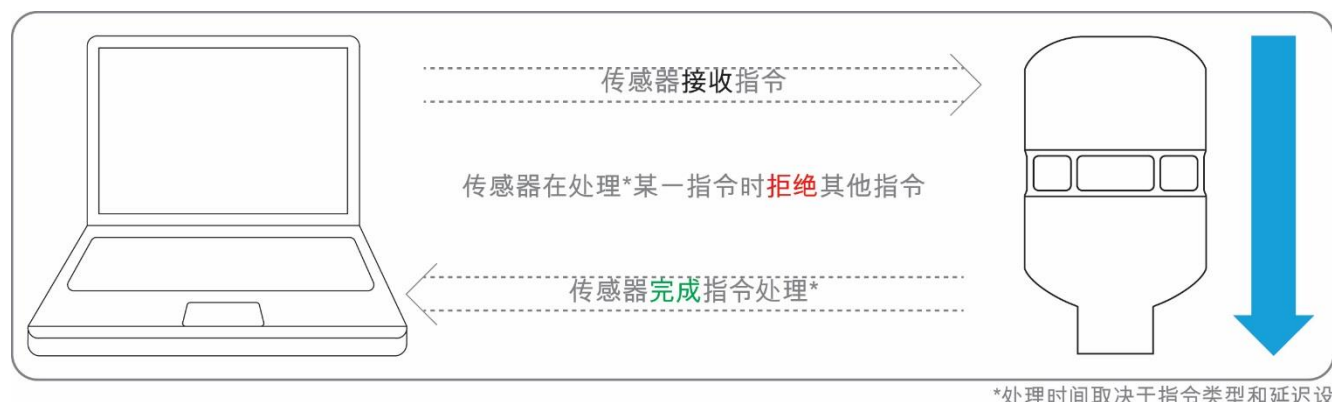 传感器接收指令
传感器在处理*某一指令时拒绝其他指令
传感器完成指令处理*
*处理时间取决于指令类型和延迟设